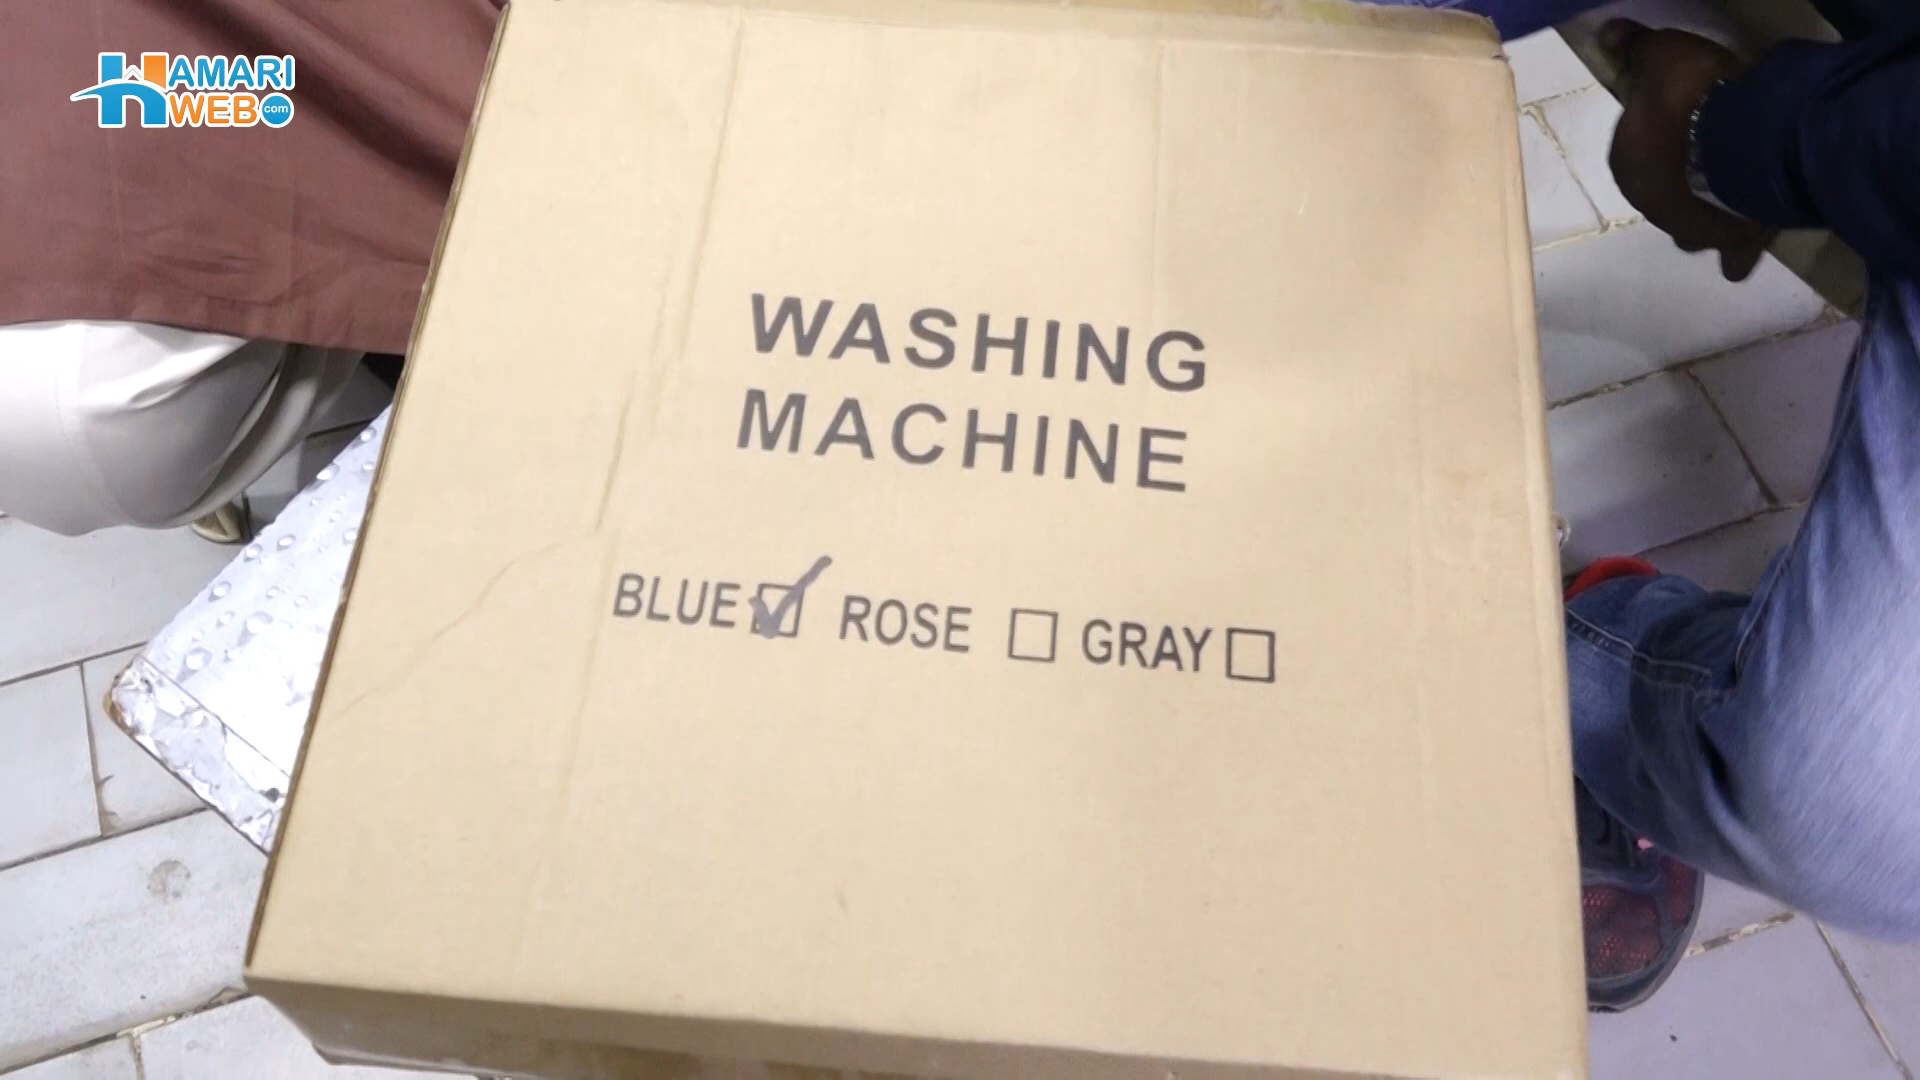 HAMARI
WEB.com
WASHING
MACHINE
BLUE ☑ ROSE ☐ GRAY ☐